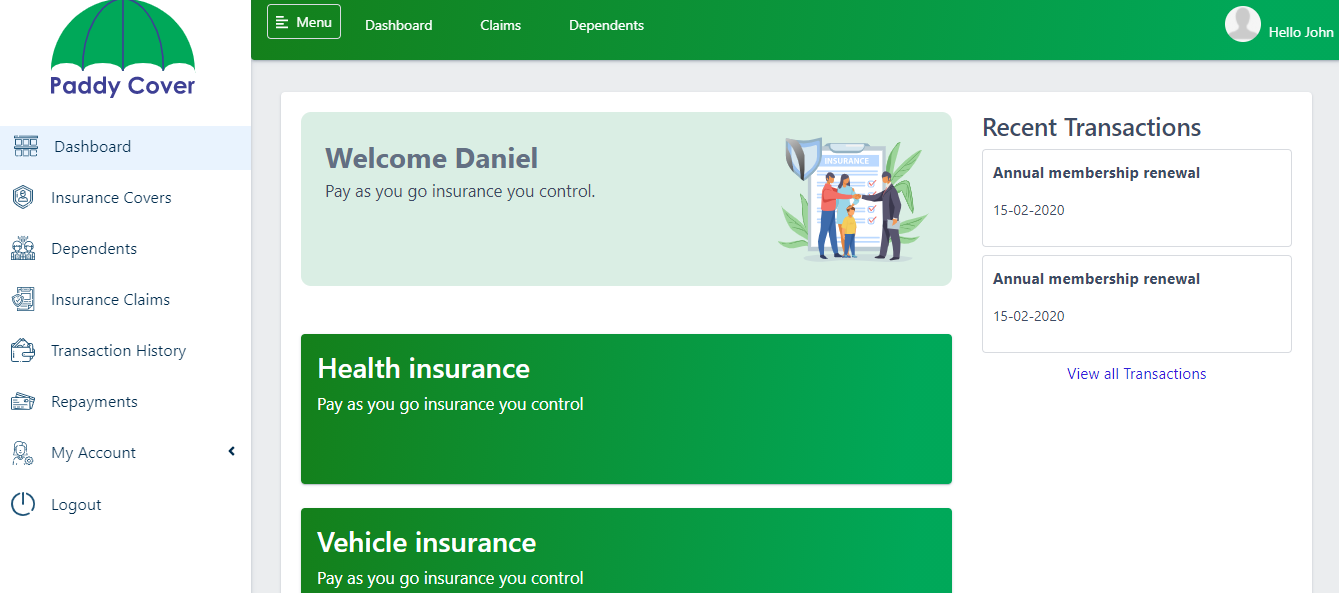 Paddy Cover
Dashboard
Insurance Covers
Dependents
Insurance Claims
Transaction History
Repayments
My Account
Logout
Menu
Dashboard
Claims
Dependents
Hello John
Welcome Daniel
Pay as you go insurance you control.
INSURANCE
Health insurance
Pay as you go insurance you control
Vehicle insurance
Pay as you go insurance you control
Recent Transactions
Annual membership renewal
15-02-2020
Annual membership renewal
15-02-2020
View all Transactions